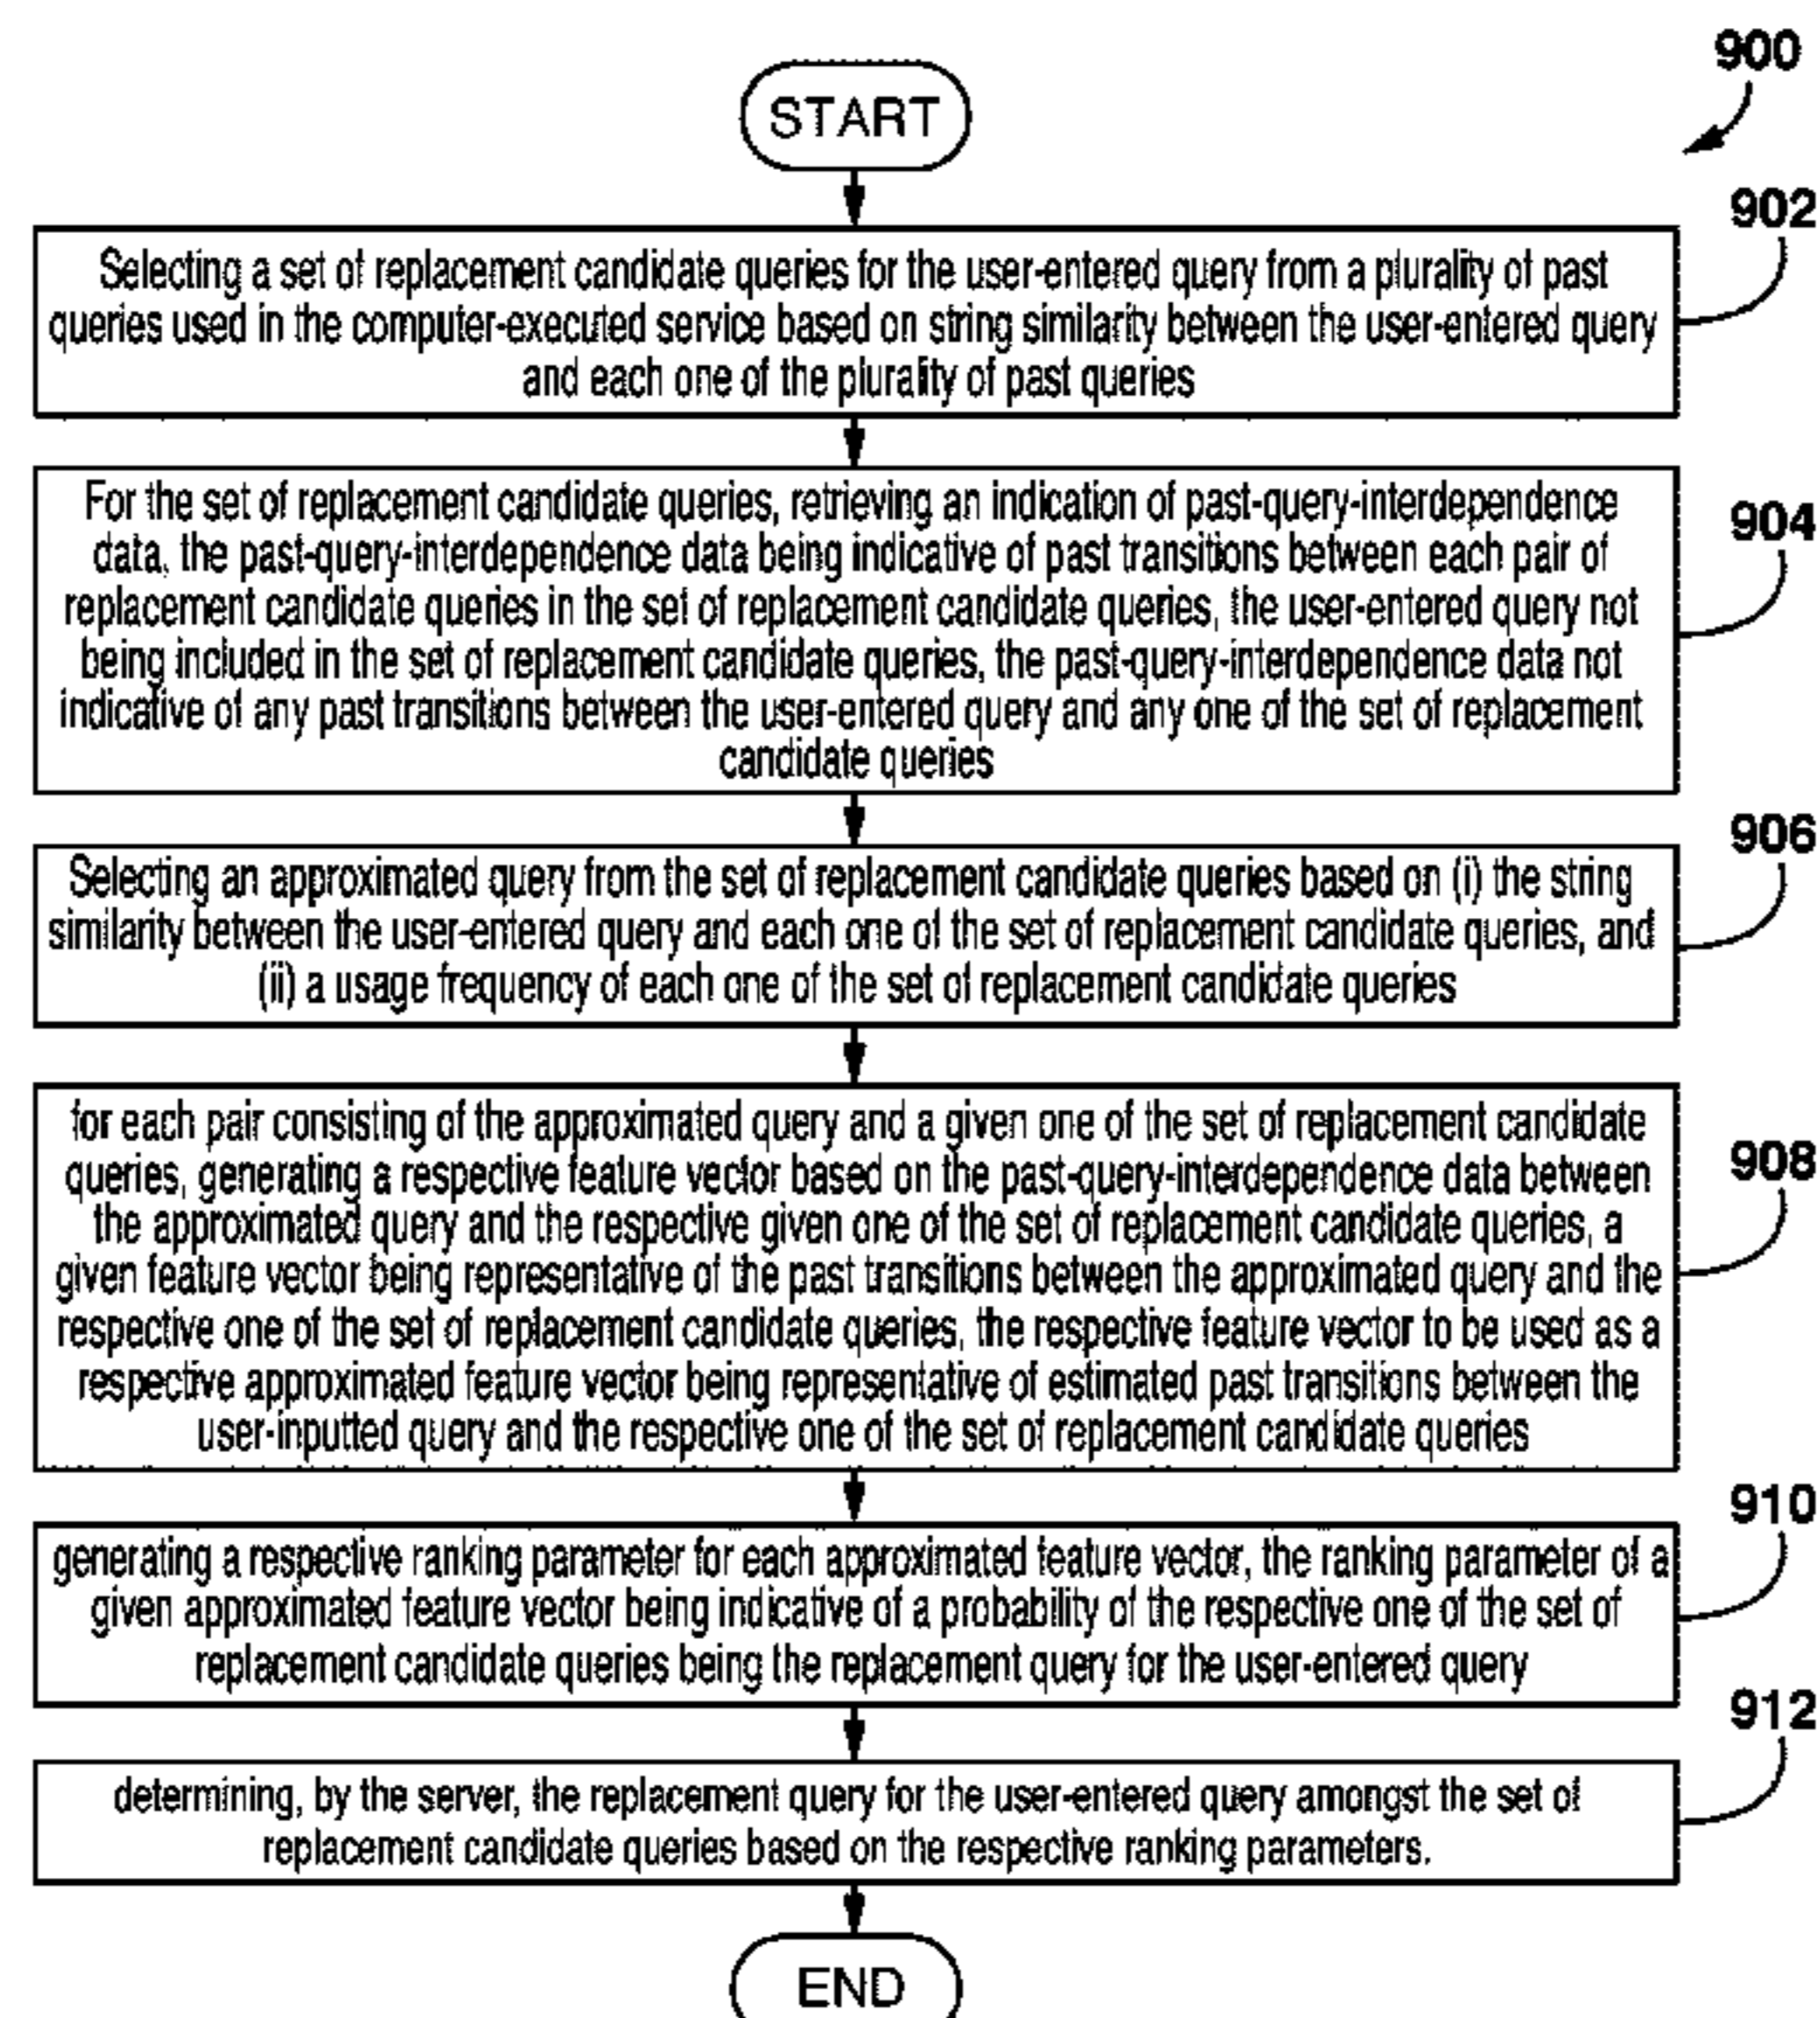 900
START
902
Selecting a set of replacement candidate queries for the user-entered query from a plurality of past
queries used in the computer-executed service based on string similarity between the user-entered query
and each one of the plurality of past queries
904
For the set of replacement candidate queries, retrieving an indication of past-query-interdependence
data, the past-query-interdependence data being indicative of past transitions between each pair of
replacement candidate queries in the set of replacement candidate queries, the user-entered query not
being included in the set of replacement candidate queries, the past-query-interdependence data not
indicative of any past transitions between the user-entered query and any one of the set of replacement
candidate queries
906
Selecting an approximated query from the set of replacement candidate queries based on (i) the string
similarity between the user-entered query and each one of the set of replacement candidate queries, and
(ii) a usage frequency of each one of the set of replacement candidate queries
908
for each pair consisting of the approximated query and a given one of the set of replacement candidate
queries, generating a respective feature vector based on the past-query-interdependence data between
the approximated query and the respective given one of the set of replacement candidate queries, a
given feature vector being representative of the past transitions between the approximated query and the
respective one of the set of replacement candidate queries, the respective feature vector to be used as a
respective approximated feature vector being representative of estimated past transitions between the
user-inputted query and the respective one of the set of replacement candidate queries
910
generating a respective ranking parameter for each approximated feature vector, the ranking parameter of a
given approximated feature vector being indicative of a probability of the respective one of the set of
replacement candidate queries being the replacement query for the user-entered query
912
determining, by the server, the replacement query for the user-entered query amongst the set of
replacement candidate queries based on the respective ranking parameters.
END